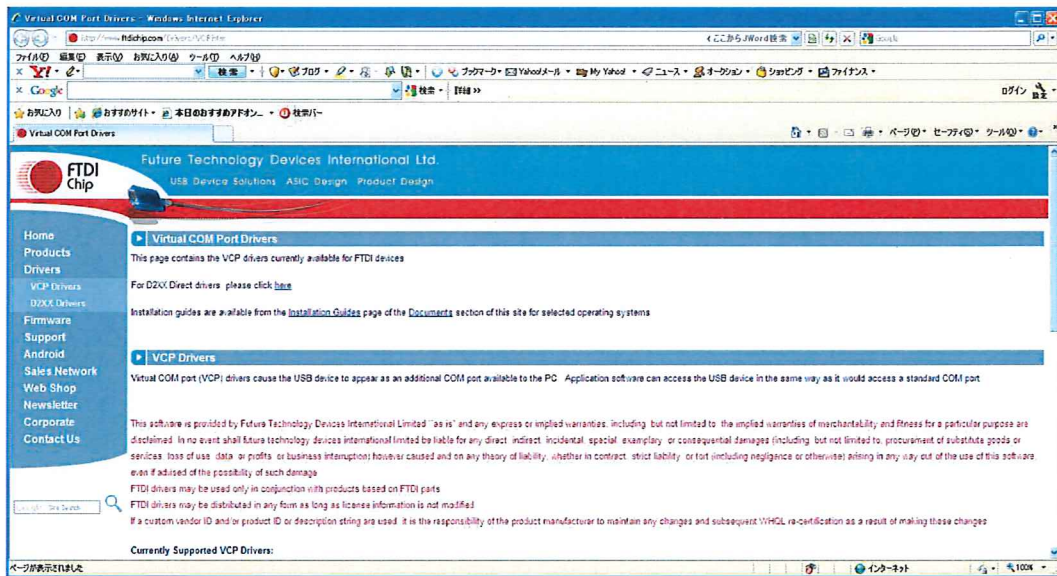 Virtual COM Port Drivers - Windows Internet Explorer
http://www.ftdichip.com/Drivers/VCP.htm
くここからJWord検索
Google
ファイル(F) 編集(E) 表示(V) お気に入り(A) ツール(T) ヘルプ(H)
x Y! 検索 ブログ ブックマーク Yahoo!メール My Yahoo! ニュース オークション ショッピング ファイナンス
x Google 検索 詳細 >> ログイン 設定
お気に入り おすすめサイト 本日のおすすめアドオン... 検索バー
Virtual COM Port Drivers
ページ(P) セーフティ(S) ツール(O)
FTDI
Chip
Future Technology Devices International Ltd.
USB Device Solutions ASIC Design Product Design
Home
Products
Drivers
VCP Drivers
D2XX Drivers
Firmware
Support
Android
Sales Network
Web Shop
Newsletter
Corporate
Contact Us
Site Search
Virtual COM Port Drivers
This page contains the VCP drivers currently available for FTDI devices
For D2XX Direct drivers please click here
Installation guides are available from the Installation Guides page of the Documents section of this site for selected operating systems
VCP Drivers
Virtual COM port (VCP) drivers cause the USB device to appear as an additional COM port available to the PC Application software can access the USB device in the same way as it would access a standard COM port
This software is provided by Future Technology Devices International Limited ``as is'' and any express or implied warranties, including, but not limited to, the implied warranties of merchantability and fitness for a particular purpose are
disclaimed. In no event shall future technology devices international limited be liable for any direct, indirect, incidental, special, exemplary, or consequential damages (including, but not limited to, procurement of substitute goods or
services, loss of use, data, or profits, or business interruption) however caused and on any theory of liability, whether in contract, strict liability, or tort (including negligence or otherwise) arising in any way out of the use of this software,
even if advised of the possibility of such damage
FTDI drivers may be used only in conjunction with products based on FTDI parts
FTDI drivers may be distributed in any form as long as license information is not modified
If a custom vendor ID and/or product ID or description string are used, it is the responsibility of the product manufacturer to maintain any changes and subsequent WHQL re-certification as a result of making these changes
Currently Supported VCP Drivers:
ページが表示されました インターネット 100%